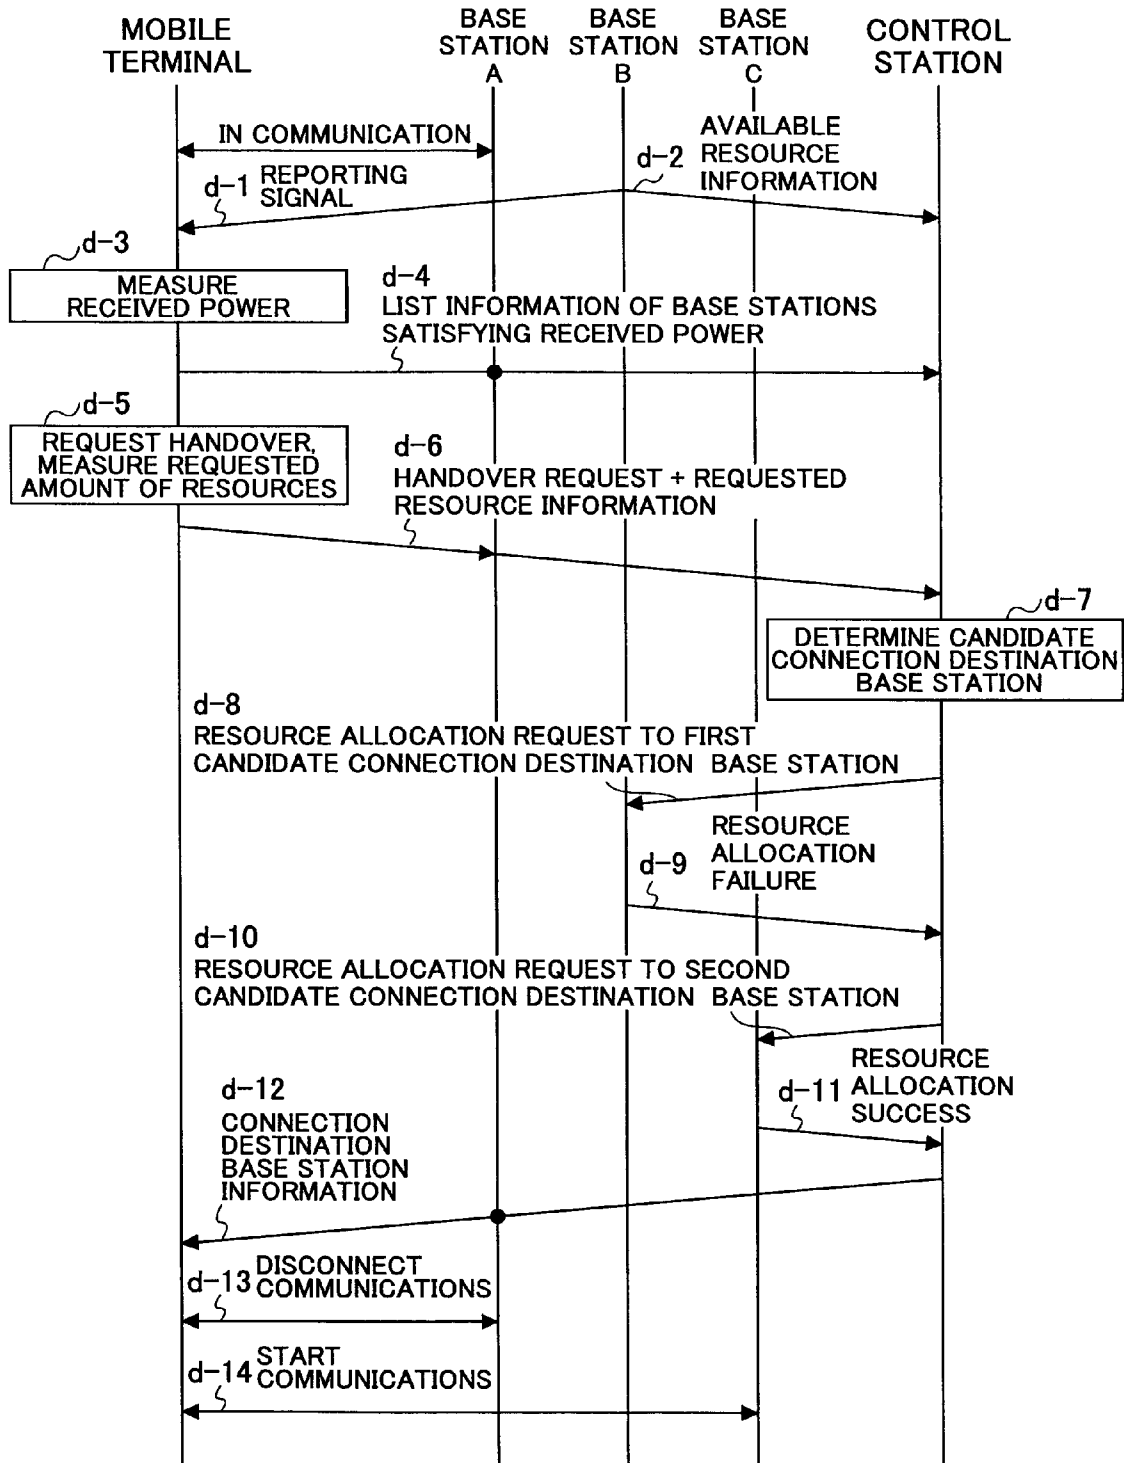 MOBILE
TERMINAL
BASE
STATION
A
BASE
STATION
B
BASE
STATION
C
CONTROL
STATION
IN COMMUNICATION
d-1
REPORTING
SIGNAL
d-2
AVAILABLE
RESOURCE
INFORMATION
d-3
MEASURE
RECEIVED POWER
d-4
LIST INFORMATION OF BASE STATIONS
SATISFYING RECEIVED POWER
d-5
REQUEST HANDOVER,
MEASURE REQUESTED
AMOUNT OF RESOURCES
d-6
HANDOVER REQUEST + REQUESTED
RESOURCE INFORMATION
d-7
DETERMINE CANDIDATE
CONNECTION DESTINATION
BASE STATION
d-8
RESOURCE ALLOCATION REQUEST TO FIRST
CANDIDATE CONNECTION DESTINATION BASE STATION
d-9
RESOURCE
ALLOCATION
FAILURE
d-10
RESOURCE ALLOCATION REQUEST TO SECOND
CANDIDATE CONNECTION DESTINATION BASE STATION
d-11
RESOURCE
ALLOCATION
SUCCESS
d-12
CONNECTION
DESTINATION
BASE STATION
INFORMATION
d-13
DISCONNECT
COMMUNICATIONS
d-14
START
COMMUNICATIONS